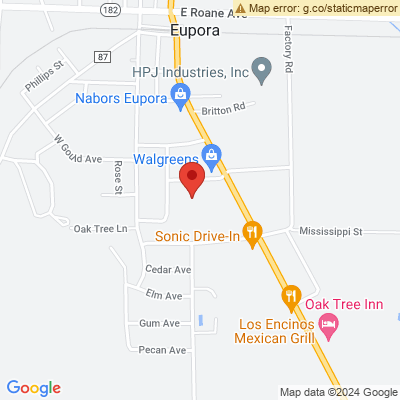 Map error: g.co/staticmaperror
E Roane Ave
182
9
Eupora
Factory Rd
Phillips St
87
HPJ Industries, Inc
Nabors Eupora
Britton Rd
W Gould Ave
Walgreens
Rose St
Oak Tree Ln
Sonic Drive-In
Mississippi St
Cedar Ave
Elm Ave
Oak Tree Inn
Gum Ave
Los Encinos
Mexican Grill
Pecan Ave
Google
Map data ©2024 Google